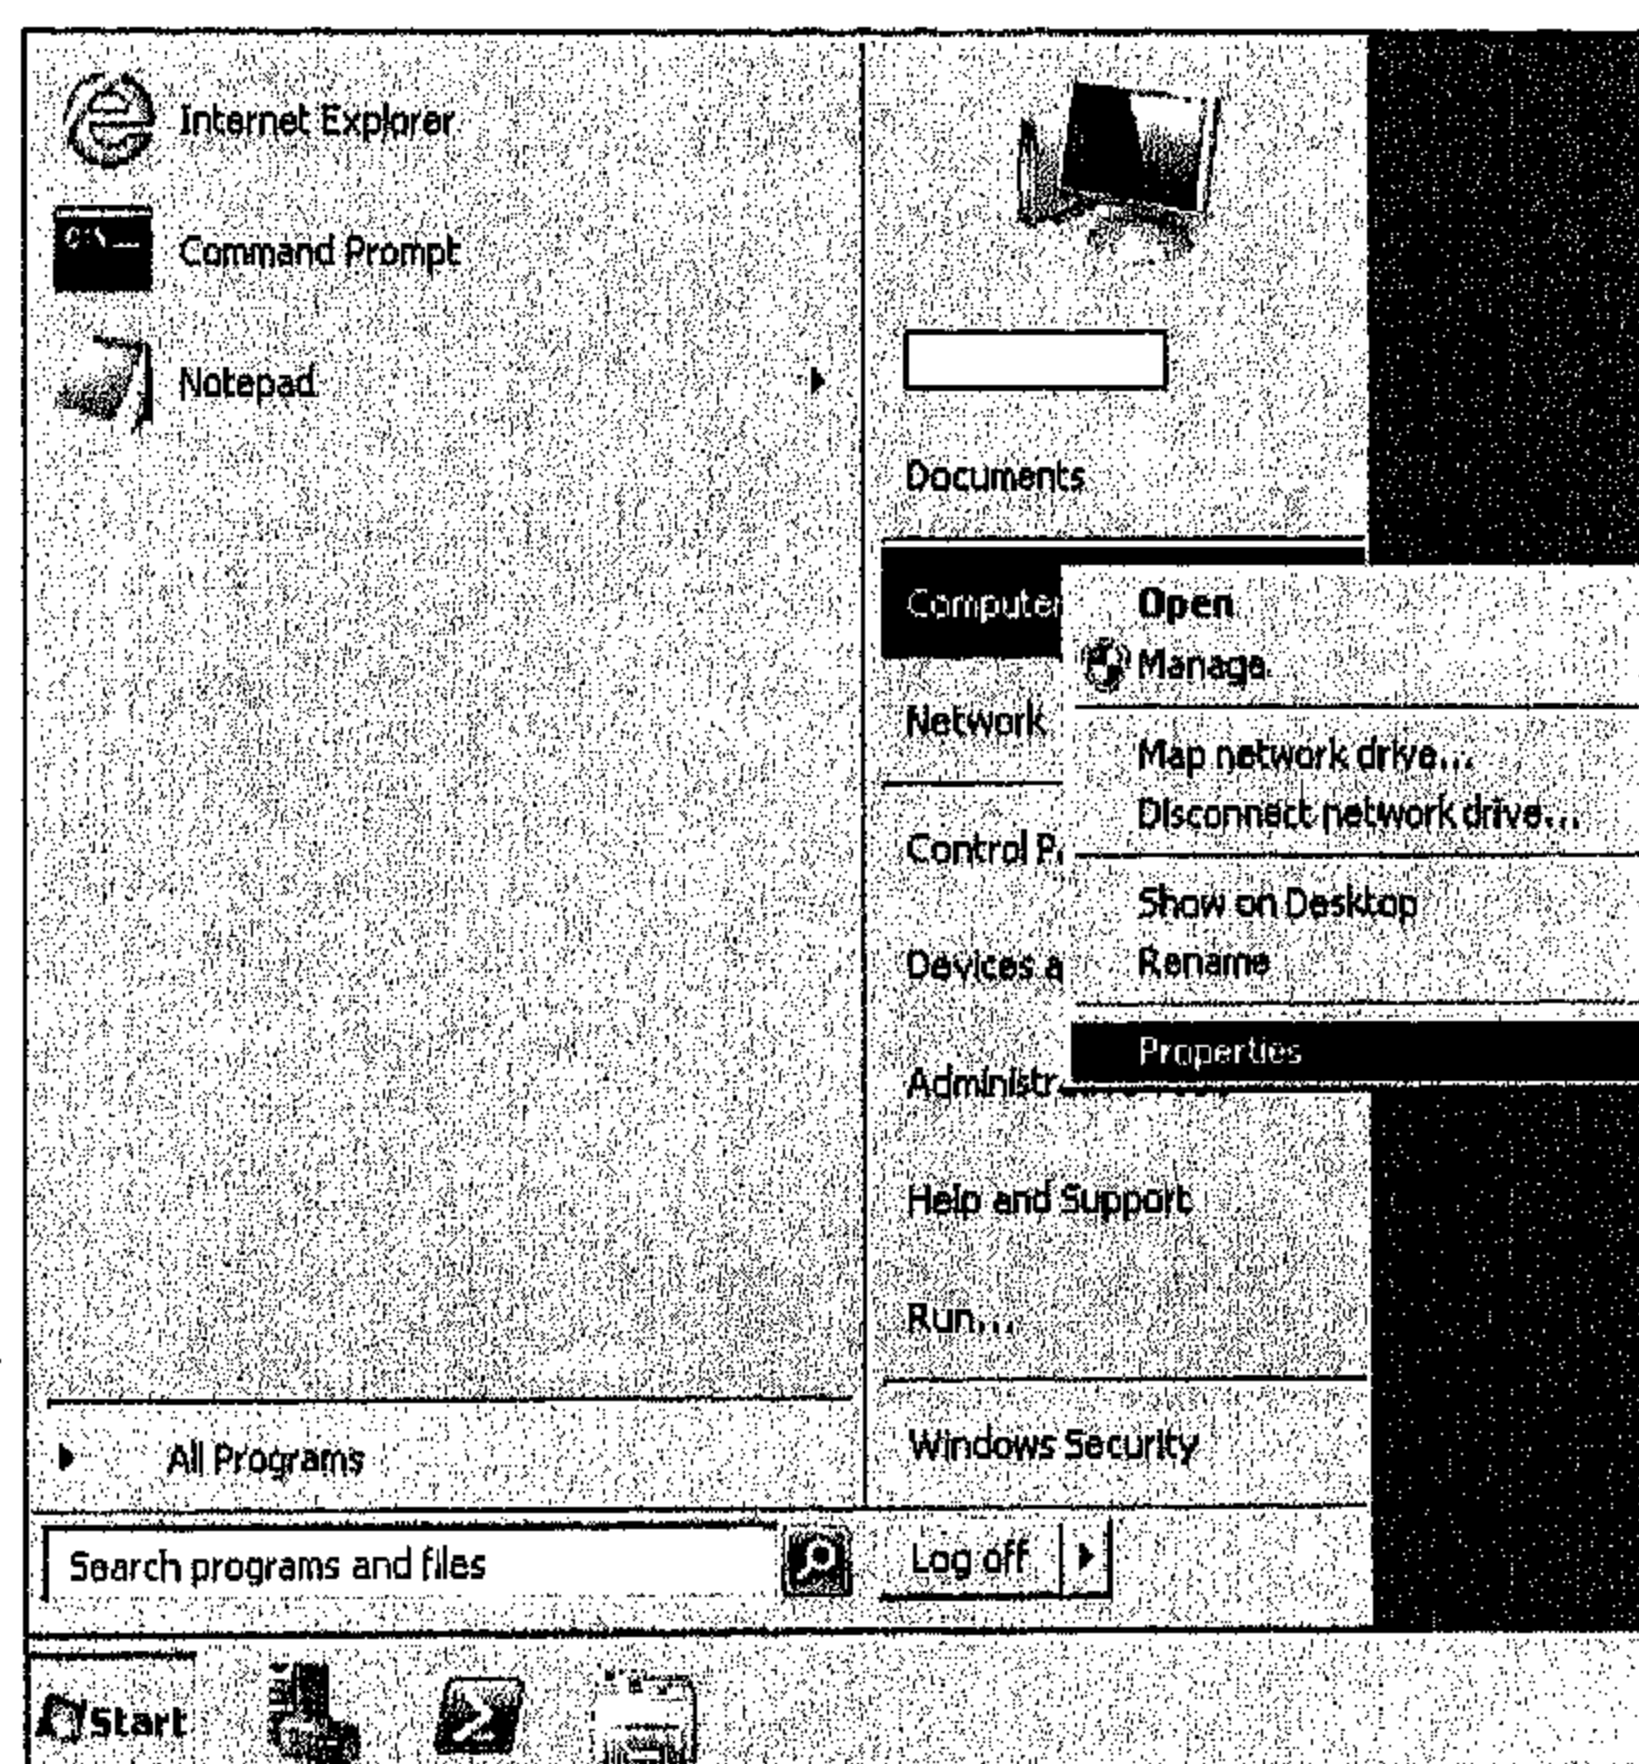 Internet Explorer
C:\
Command Prompt
Notepad
All Programs
Search programs and files
Documents
Computer
Network
Control P
Devices a
Administr
Help and Support
Run...
Windows Security
Log off
Open
Manage
Map network drive...
Disconnect network drive...
Show on Desktop
Rename
Properties
Start